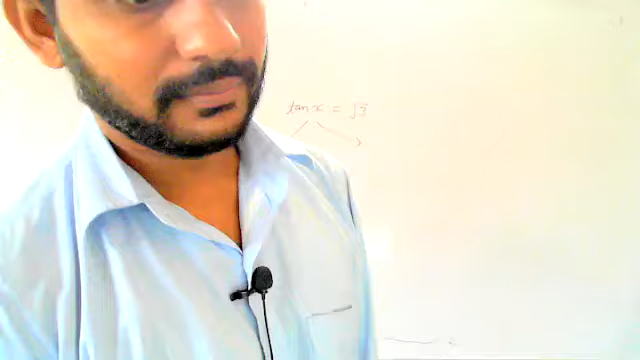 tan x = √3